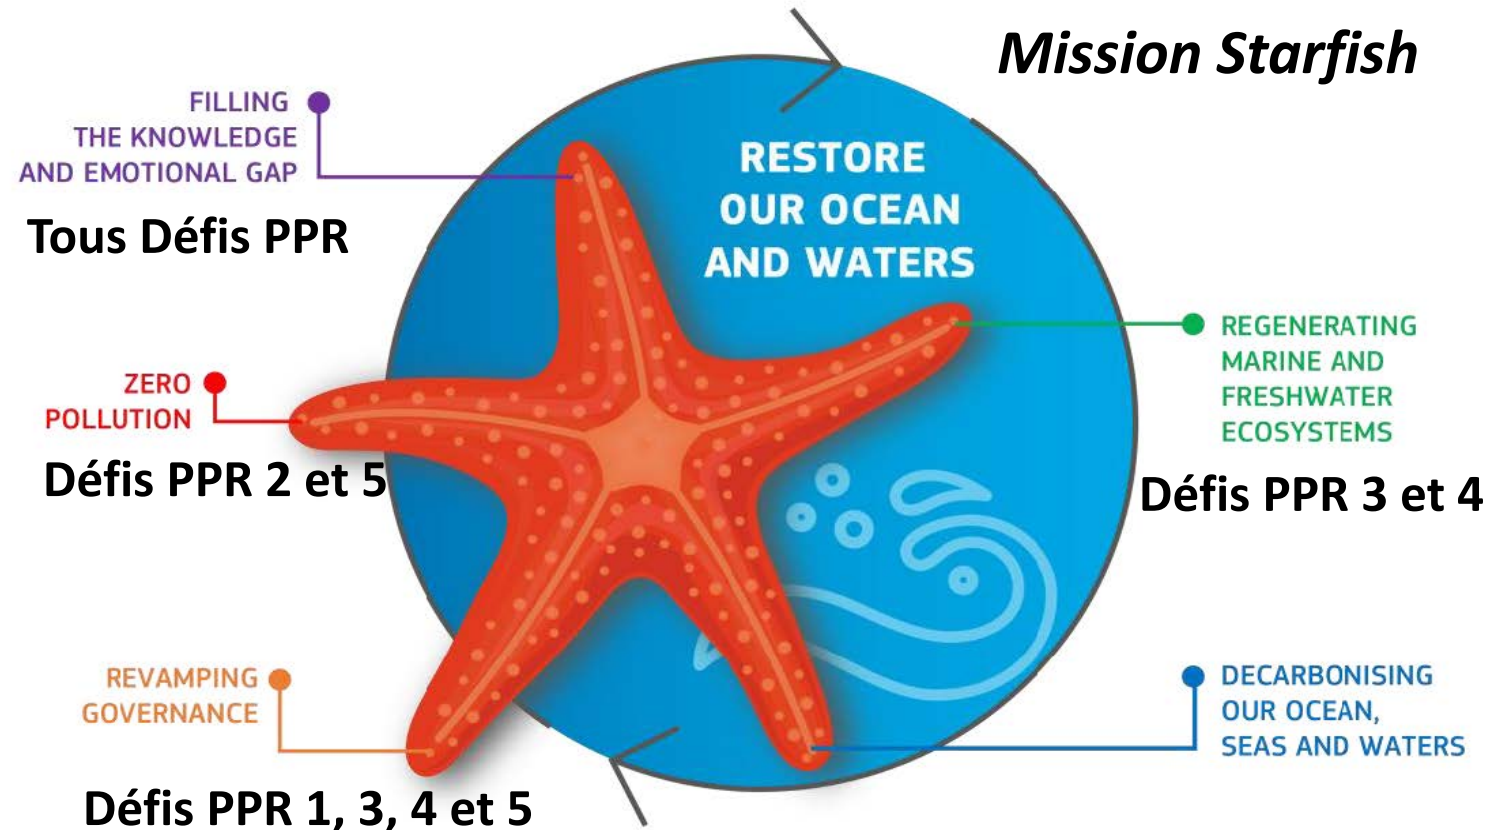 Mission Starfish
FILLING
THE KNOWLEDGE
AND EMOTIONAL GAP
Tous Défis PPR
RESTORE
OUR OCEAN
AND WATERS
REGENERATING
MARINE AND
FRESHWATER
ECOSYSTEMS
Défis PPR 3 et 4
ZERO
POLLUTION
Défis PPR 2 et 5
REVAMPING
GOVERNANCE
Défis PPR 1, 3, 4 et 5
DECARBONISING
OUR OCEAN,
SEAS AND WATERS